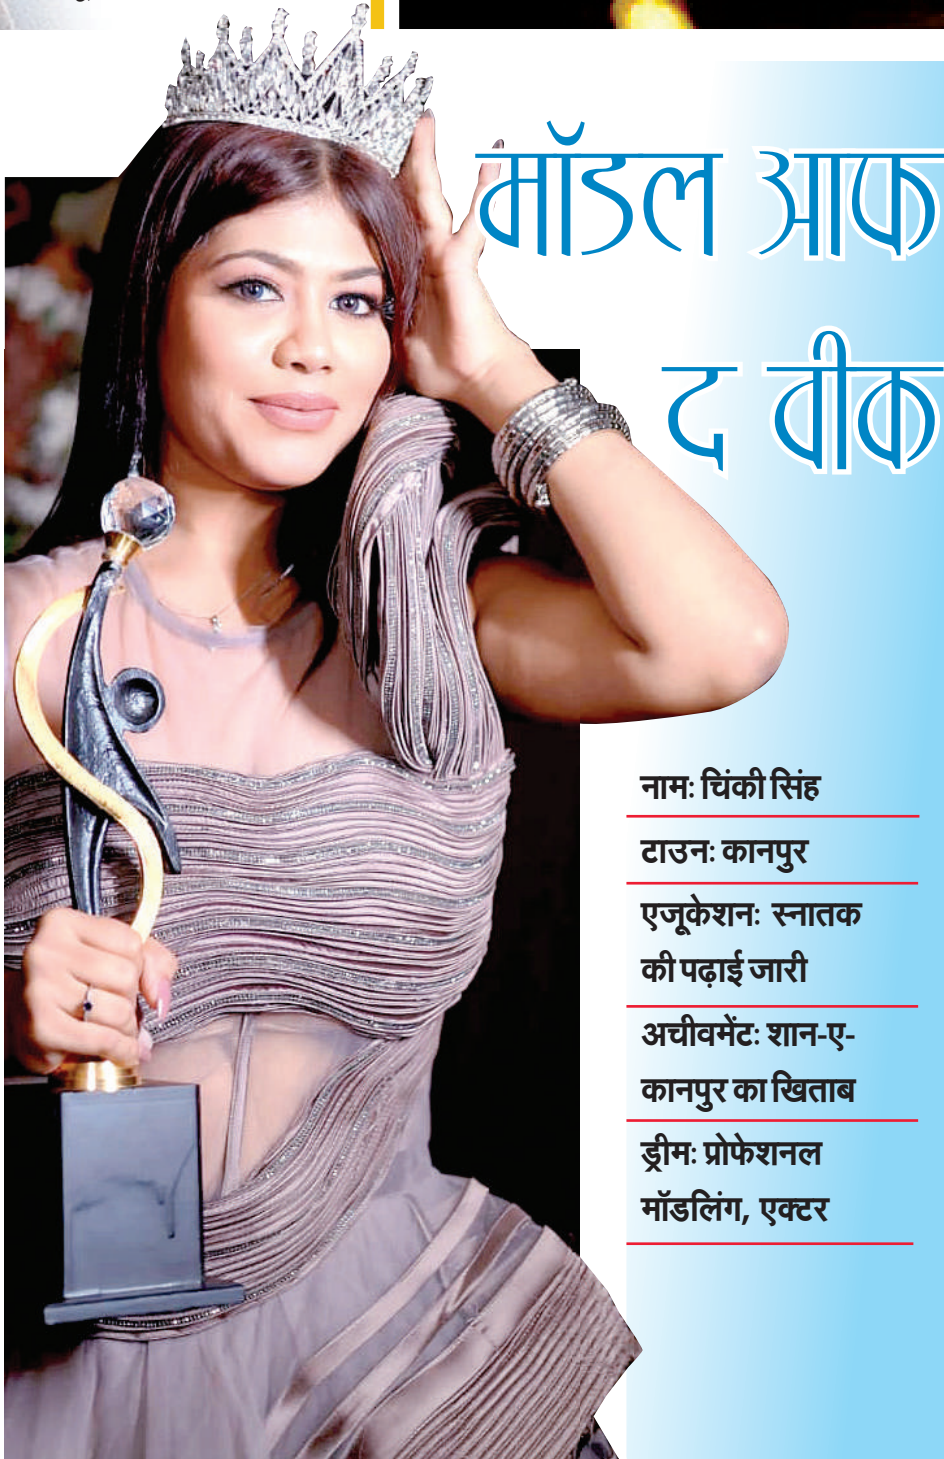 मॉडल आफ
द वीक
नामः चिंकी सिंह
टाउनः कानपुर
एजूकेशनः स्नातक
की पढ़ाई जारी
अचीवमेंटः शान-ए-
कानपुर का खिताब
ड्रीमः प्रोफेशनल
मॉडलिंग, एक्टर